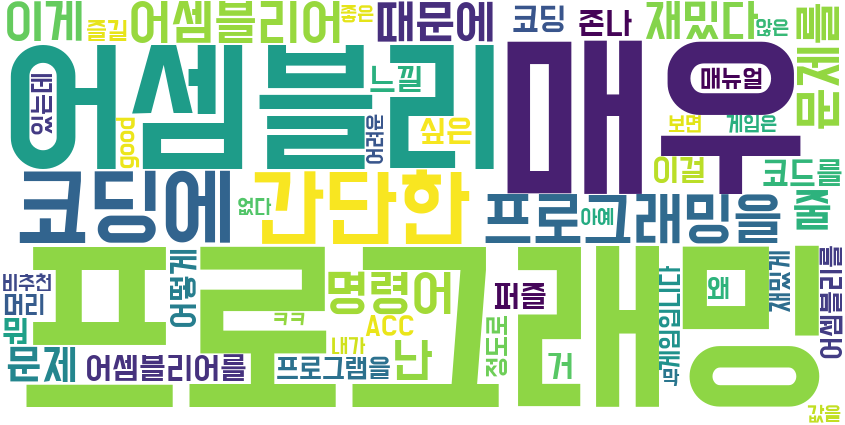 이게
즐길
어셈블리어
좋은
때문에
코딩
존나
재밌다
않은
를제문
어셈블리
매우
있는데
느낄
매뉴얼
good
어려운
싶은
보면
게임은
이걸
코드를
줄
코딩에
간단한
없다
프로그래밍을
아예
프로그래밍
비추천
머리
어떻게
명령어
퍼즐
게임입니다
왜
재밌게
어셈블리를
뭔
ㅋㅋ
ACC
내가
난
정도로
거
막
문제
어셈블리어를
프로그램을
값을